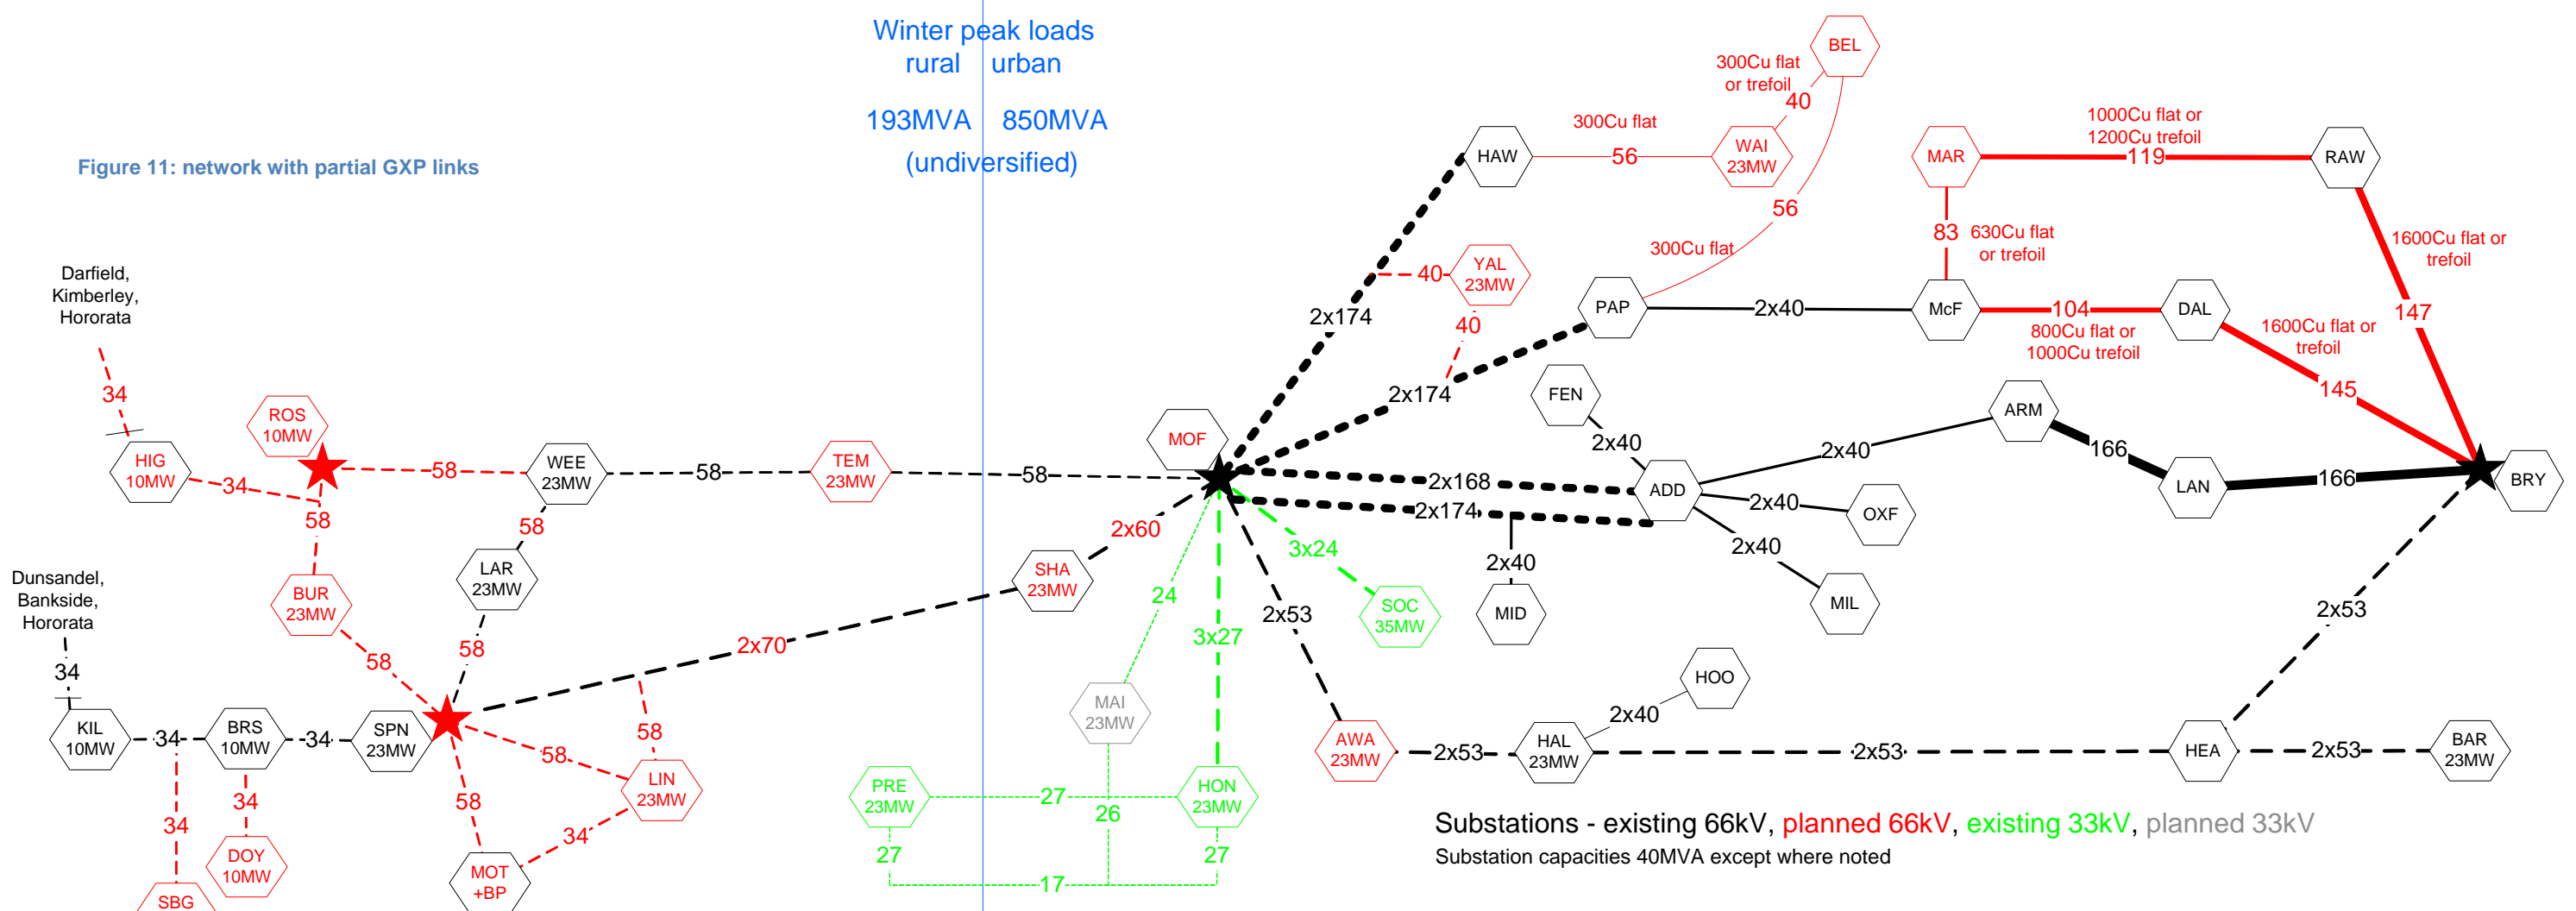 Winter peak loads
rural urban
193MVA 850MVA
(undiversified)
Figure 11: network with partial GXP links
BEL
300Cu flat
or trefoil
40
56
300Cu flat
HAW
56
WAI
23MW
300Cu flat
MAR
1000Cu flat or
1200Cu trefoil
119
RAW
83
630Cu flat
or trefoil
1600Cu flat or
trefoil
147
2x174
40
YAL
23MW
40
2x174
PAP
2x40
McF
104
800Cu flat or
1000Cu trefoil
DAL
1600Cu flat or
trefoil
145
Darfield,
Kimberley,
Hororata
34
HIG
10MW
34
ROS
10MW
58
58
WEE
23MW
58
TEM
23MW
58
MOF
FEN
2x40
2x168
2x174
ADD
2x40
ARM
166
LAN
166
BRY
2x40
OXF
2x40
MIL
2x40
MID
58
LAR
23MW
58
BUR
23MW
58
2x60
SHA
23MW
2x70
24
3x27
2x53
3x24
SOC
35MW
2x53
Dunsandel,
Bankside,
Hororata
34
KIL
10MW
34
BRS
10MW
34
SPN
23MW
58
58
LIN
23MW
58
34
MOT
+BP
34
SBG
34
DOY
10MW
MAI
23MW
PRE
23MW
27
26
HON
23MW
27
17
27
AWA
23MW
2x53
HAL
23MW
2x40
HOO
2x53
HEA
2x53
BAR
23MW
Substations - existing 66kV, planned 66kV, existing 33kV, planned 33kV
Substation capacities 40MVA except where noted